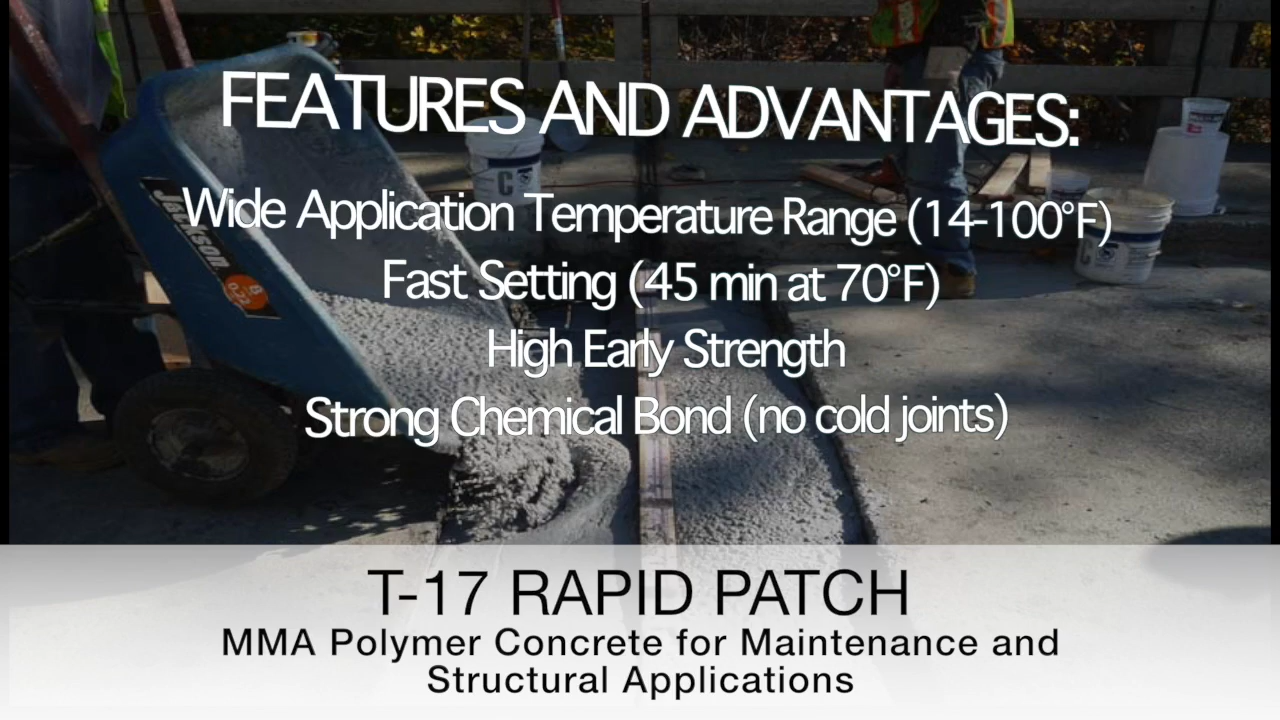 FEATURES AND ADVANTAGES:
Wide Application Temperature Range (14-100°F)
Fast Setting (45 min at 70°F)
High Early Strength
Strong Chemical Bond (no cold joints)
JACKSON
T-17 RAPID PATCH
MMA Polymer Concrete for Maintenance and
Structural Applications